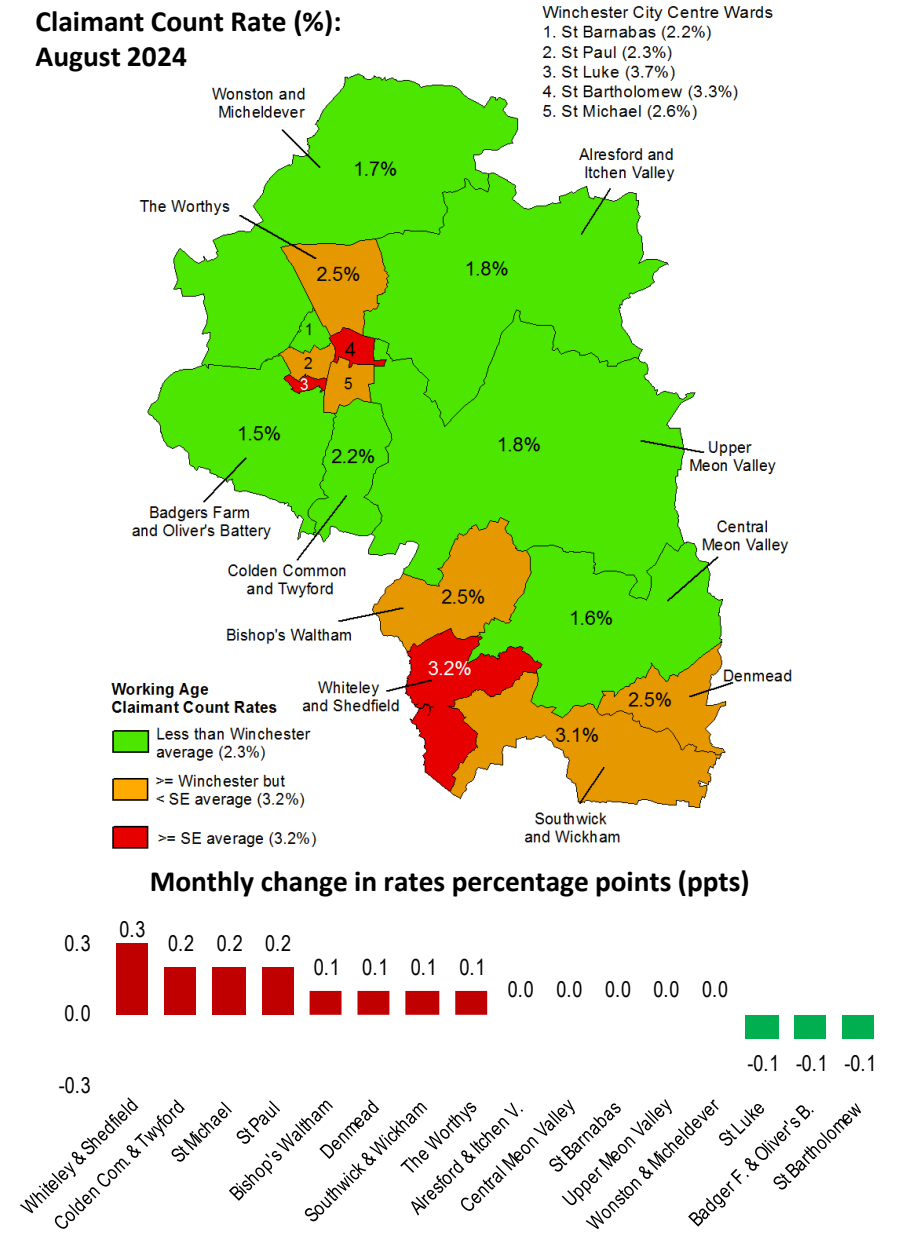 Claimant Count Rate (%):
August 2024
Winchester City Centre Wards
1. St Barnabas (2.2%)
2. St Paul (2.3%)
3. St Luke (3.7%)
4. St Bartholomew (3.3%)
5. St Michael (2.6%)
Wonston and
Micheldever
1.7%
Alresford and
Itchen Valley
The Worthys
2.5%
1.8%
1
4
2
3
5
1.5%
2.2%
1.8%
Upper
Meon Valley
Badgers Farm
and Oliver's Battery
Central
Meon Valley
Colden Common
and Twyford
2.5%
1.6%
Bishop's Waltham
3.2%
Denmead
Whiteley
and Shedfield
2.5%
3.1%
Southwick
and Wickham
Working Age
Claimant Count Rates
Less than Winchester
average (2.3%)
>= Winchester but
< SE average (3.2%)
>= SE average (3.2%)
Monthly change in rates percentage points (ppts)
0.3
0.0
-0.3
0.3
0.2
0.2
0.2
0.1
0.1
0.1
0.1
0.0
0.0
0.0
0.0
0.0
-0.1
-0.1
-0.1
Whiteley & Shedfield
Colden Com. & Twyford
St Michael
St Paul
Bishop's Waltham
Denmead
Southwick & Wickham
The Worthys
Alresford & Itchen V.
Central Meon Valley
St Barnabas
Upper Meon Valley
Wonston & Micheldever
St Luke
Badger F. & Oliver's B.
St Bartholomew